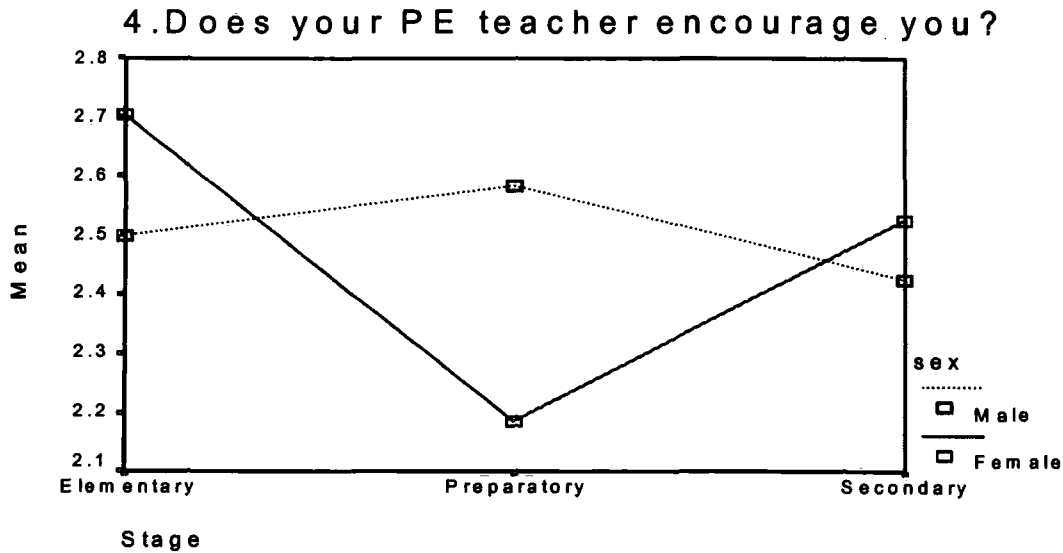 4.Does your PE teacher encourage you?
2.8
2.7
2.6
2.5
2.4
2.3
2.2
2.1
Mean
Elementary
Preparatory
Secondary
Stage
sex
Male
Female